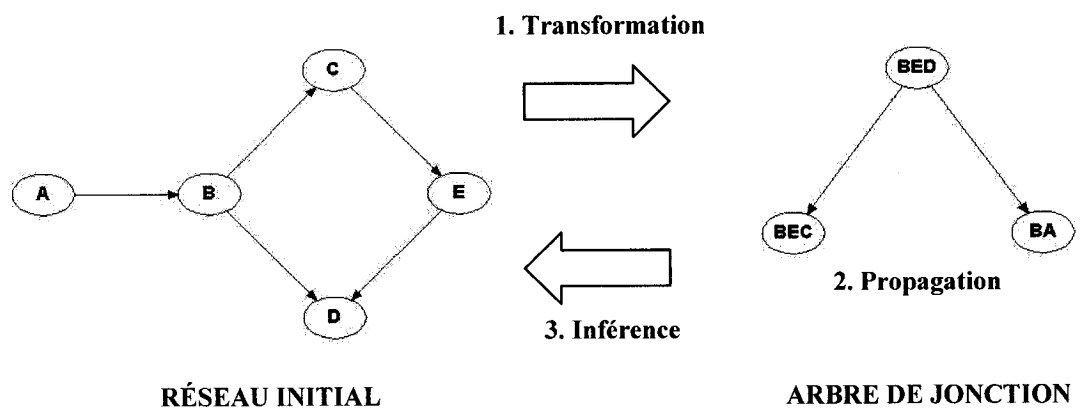 1. Transformation
C
BED
A
B
E
BEC
BA
2. Propagation
D
3. Inférence
RÉSEAU INITIAL
ARBRE DE JONCTION